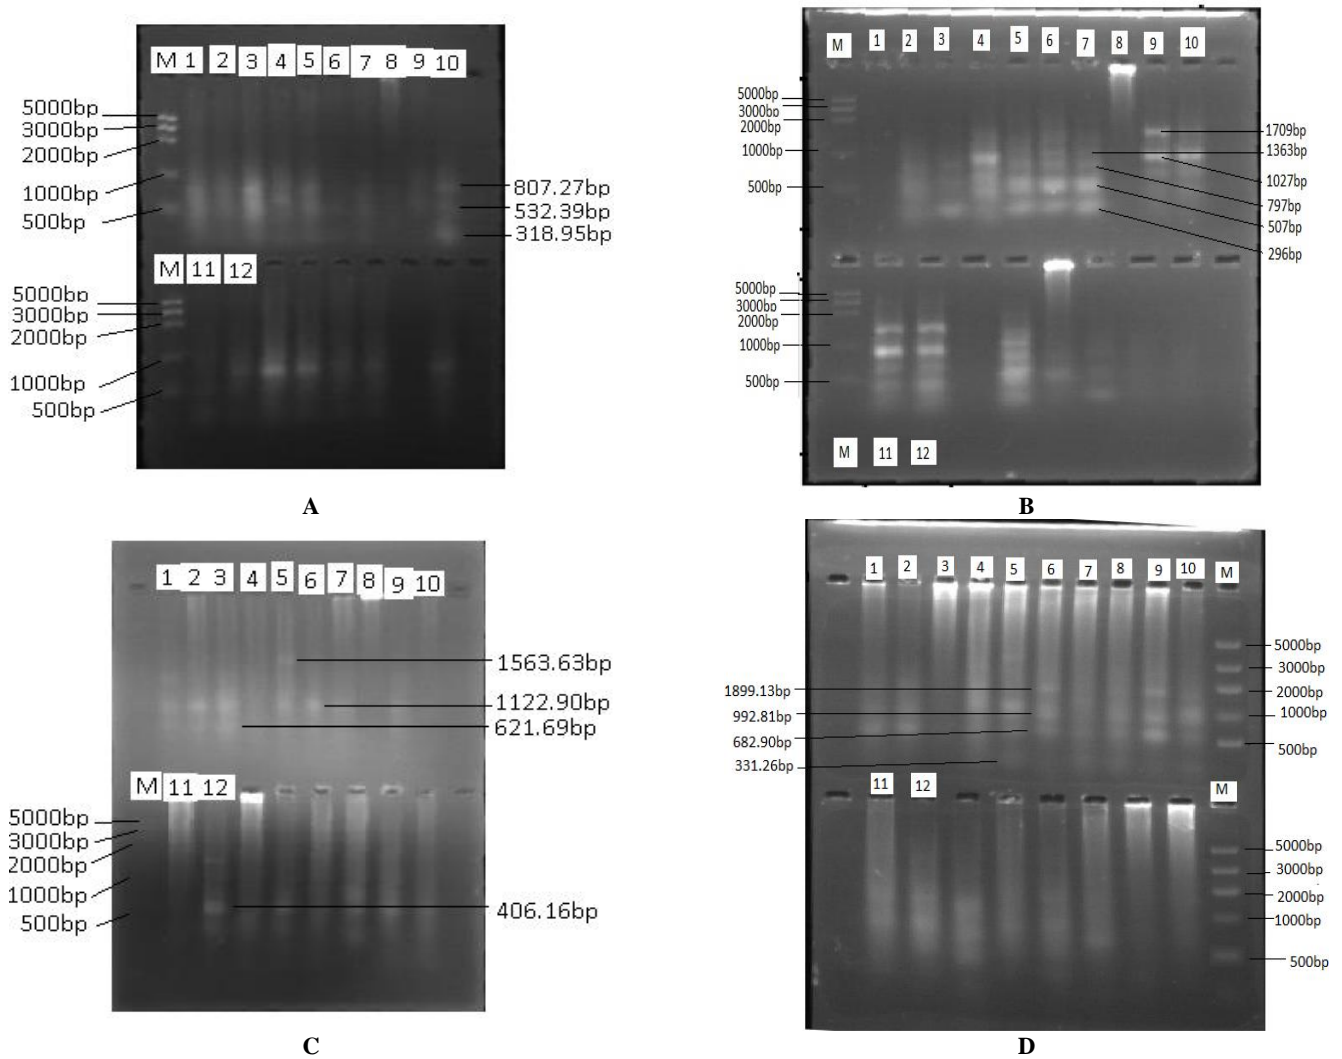 M 1 2 3 4 5 6 7 8 9 10
5000bp
3000bp
2000bp
1000bp
500bp
807.27bp
532.39bp
318.95bp
M 11 12
5000bp
3000bp
2000bp
1000bp
500bp
A
M 1 2 3 4 5 6 7 8 9 10
5000bp
3000bp
2000bp
1000bp
500bp
1709bp
1363bp
1027bp
797bp
507bp
296bp
5000bp
3000bp
2000bp
1000bp
500bp
M 11 12
B
1 2 3 4 5 6 7 8 9 10
1563.63bp
1122.90bp
621.69bp
M 11 12
5000bp
3000bp
2000bp
1000bp
500bp
406.16bp
C
1 2 3 4 5 6 7 8 9 10 M
5000bp
3000bp
2000bp
1000bp
500bp
1899.13bp
992.81bp
682.90bp
331.26bp
11 12 M
5000bp
3000bp
2000bp
1000bp
500bp
D